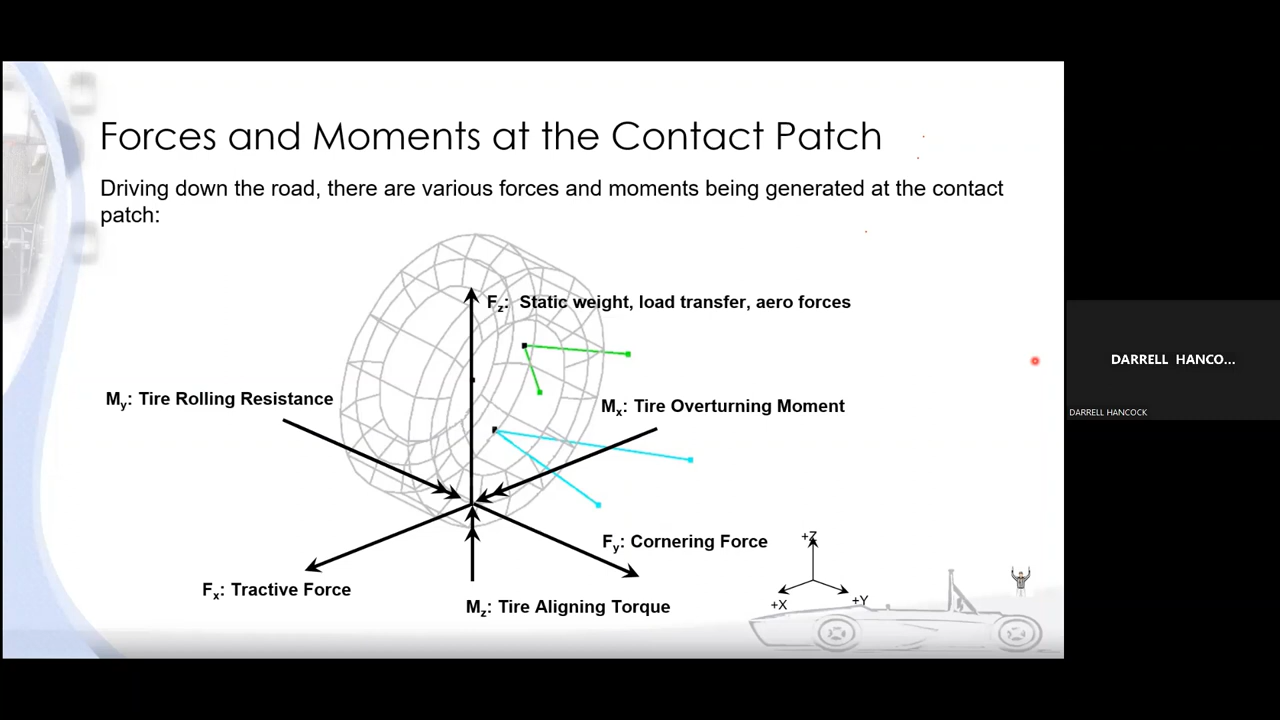 Forces and Moments at the Contact Patch
Driving down the road, there are various forces and moments being generated at the contact
patch:
Fz: Static weight, load transfer, aero forces
My: Tire Rolling Resistance
Mx: Tire Overturning Moment
Fy: Cornering Force
Fx: Tractive Force
Mz: Tire Aligning Torque
+Z
+X
+Y
DARRELL HANCO...
DARRELL HANCOCK